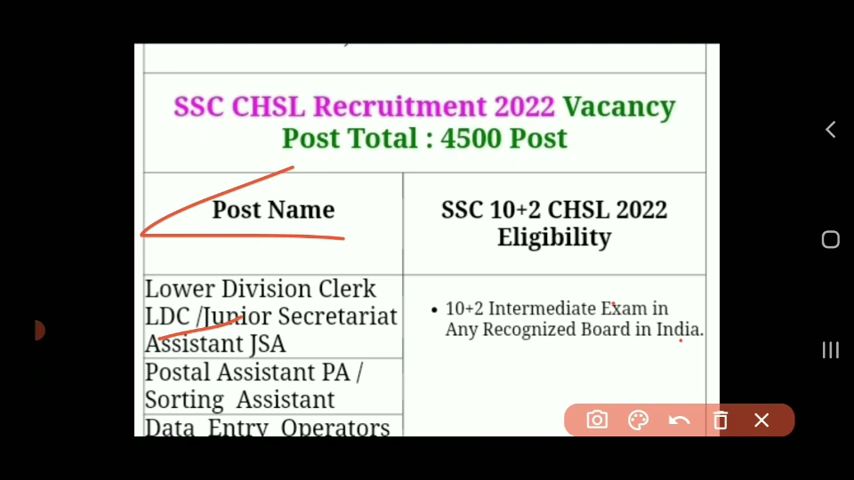 SSC CHSL Recruitment 2022 Vacancy
Post Total : 4500 Post
Post Name
SSC 10+2 CHSL 2022
Eligibility
Lower Division Clerk
LDC /Junior Secretariat
Assistant JSA
Postal Assistant PA /
Sorting Assistant
Data Entry Operators
• 10+2 Intermediate Exam in
Any Recognized Board in India.